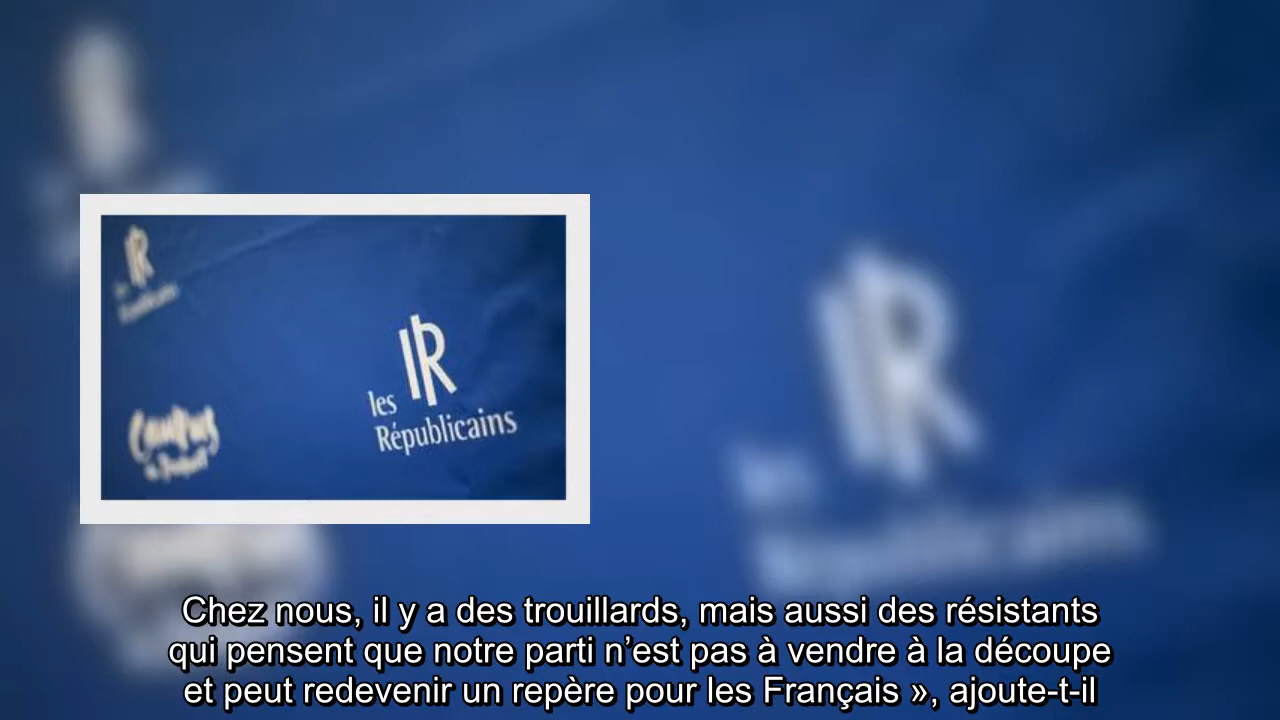 les
IR
Républicains
Chez nous, il y a des trouillards, mais aussi des résistants
qui pensent que notre parti n’est pas à vendre à la découpe
et peut redevenir un repère pour les Français », ajoute-t-il